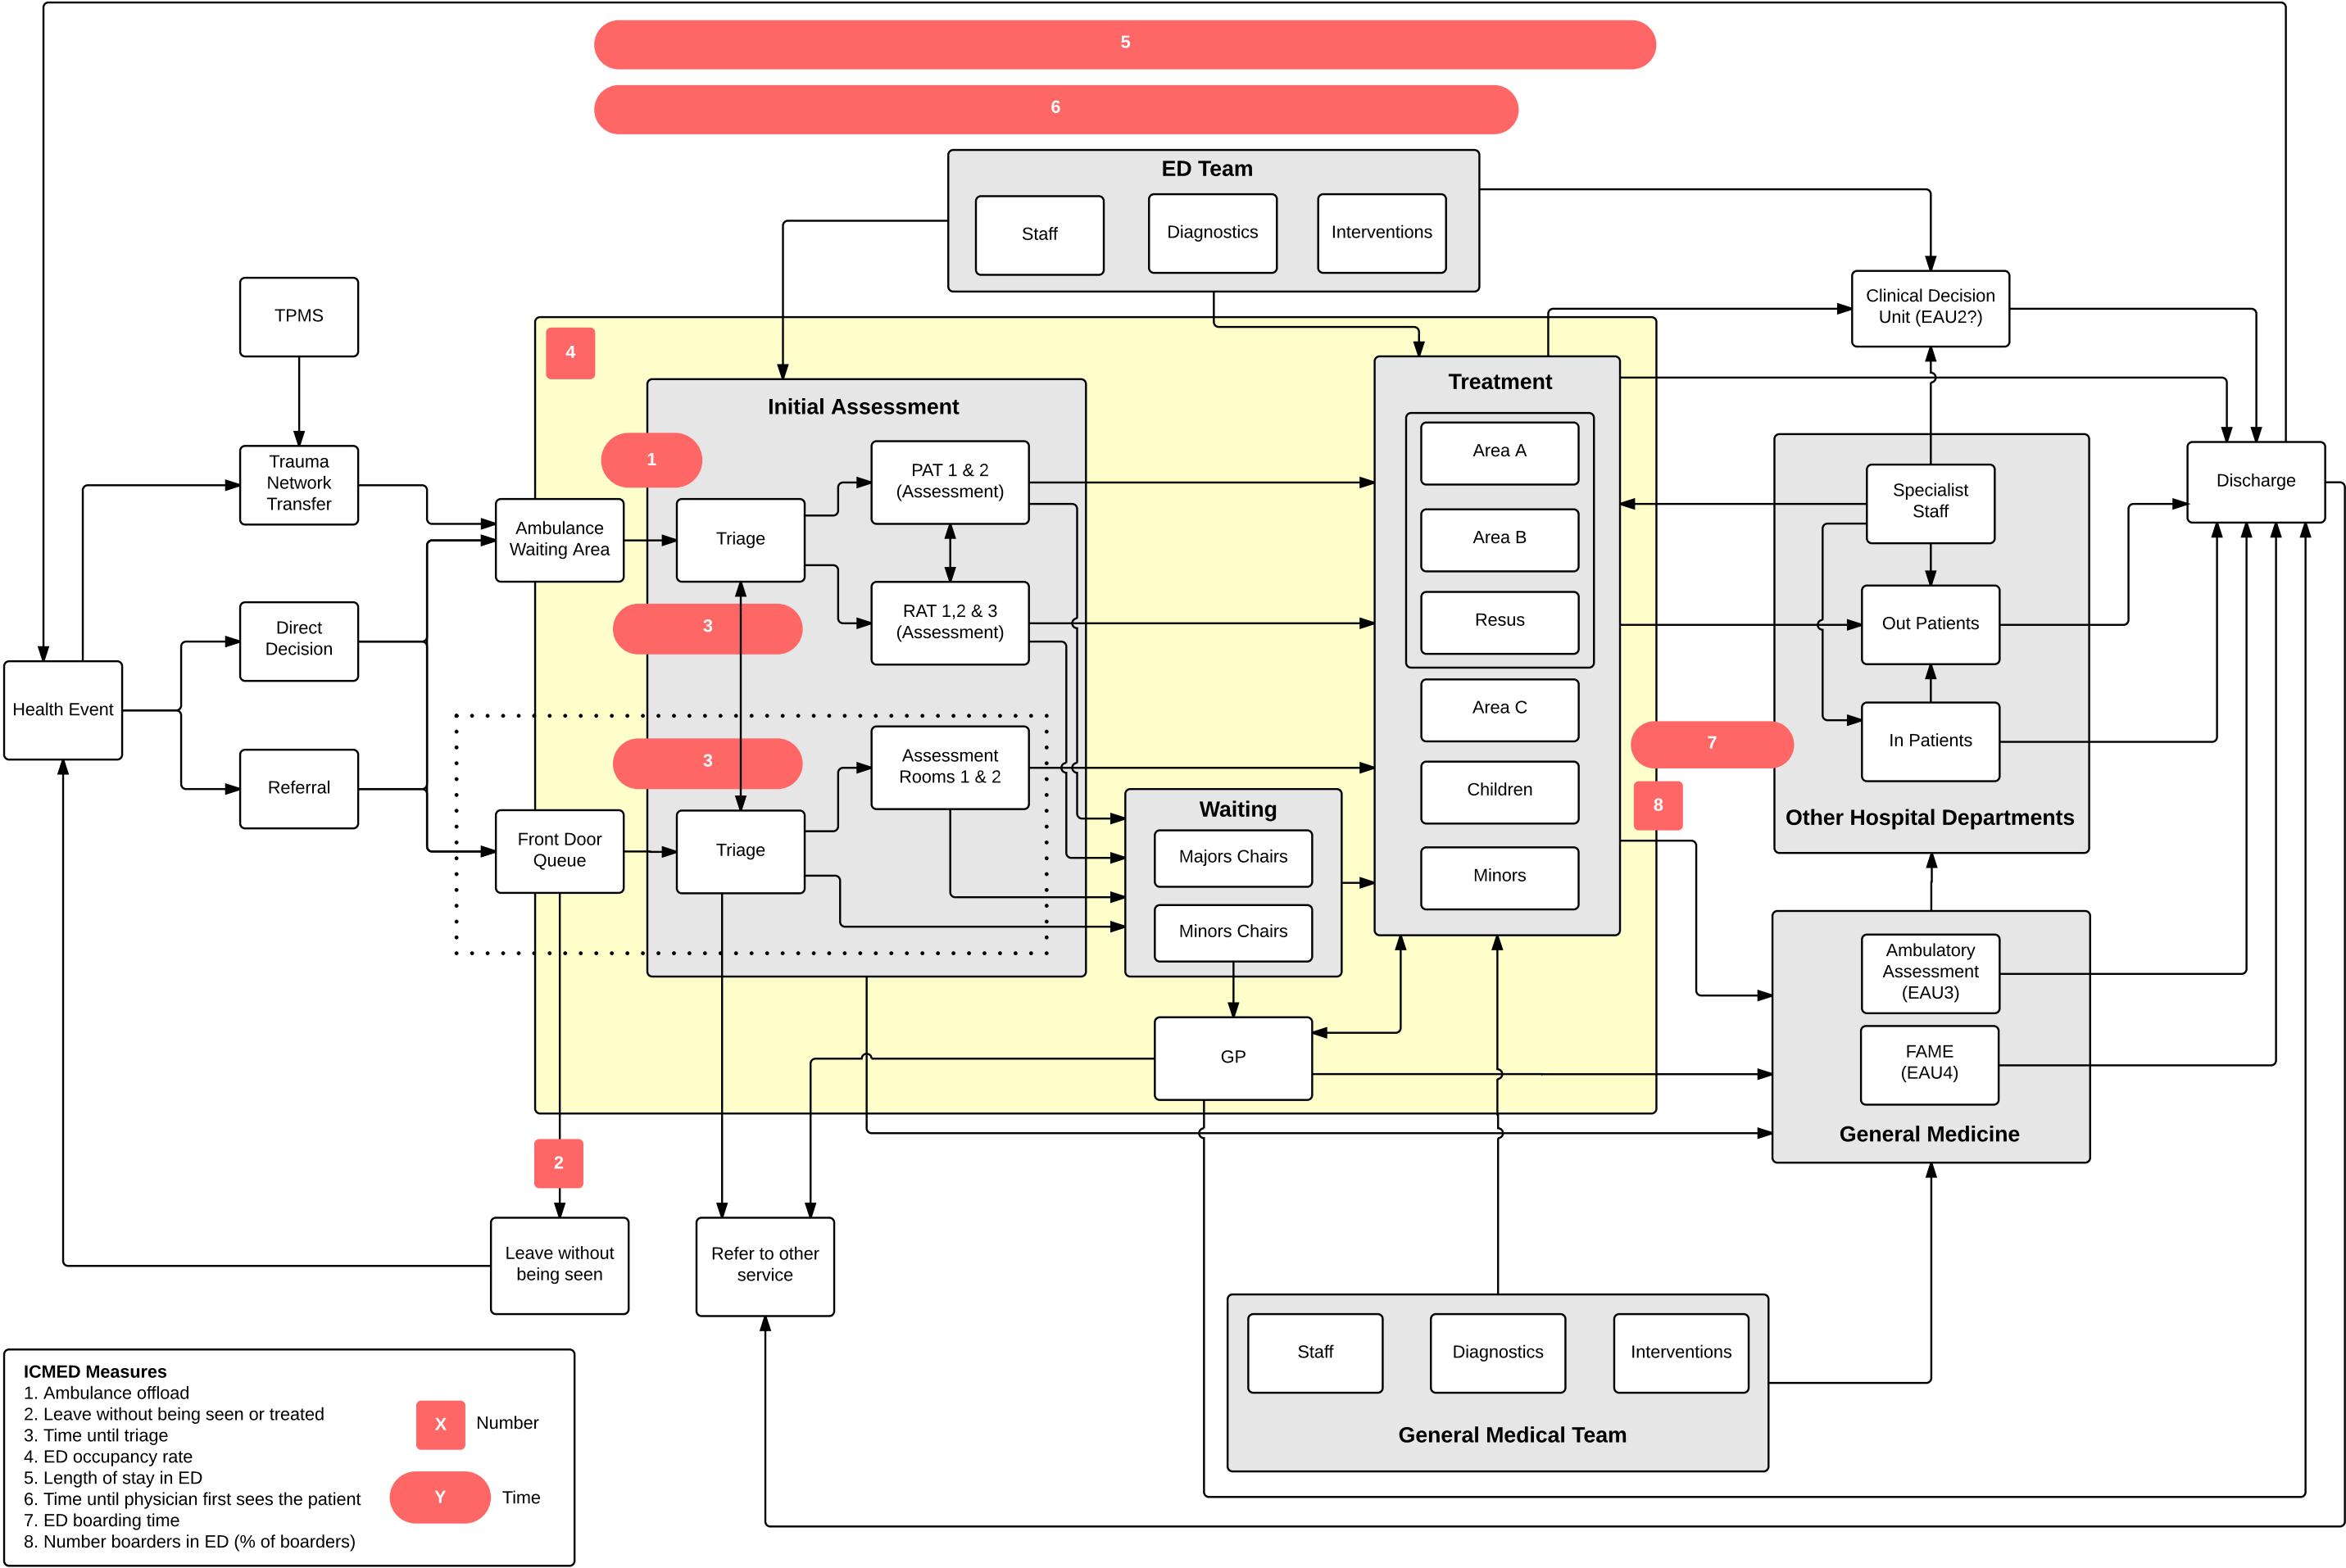 5
6
ED Team
Staff
Diagnostics
Interventions
TPMS
Clinical Decision
Unit (EAU2?)
4
Initial Assessment
Treatment
1
Trauma
Network
Transfer
Ambulance
Waiting Area
Triage
PAT 1 & 2
(Assessment)
Area A
Area B
Resus
Specialist
Staff
Discharge
3
RAT 1,2 & 3
(Assessment)
Direct
Decision
Out Patients
Health Event
3
Assessment
Rooms 1 & 2
Area C
7
In Patients
Referral
Children
8
Other Hospital Departments
Front Door
Queue
Triage
Waiting
Majors Chairs
Minors Chairs
Minors
GP
Ambulatory
Assessment
(EAU3)
FAME
(EAU4)
General Medicine
2
Leave without
being seen
Refer to other
service
Staff
Diagnostics
Interventions
General Medical Team
ICMED Measures
1. Ambulance offload
2. Leave without being seen or treated
3. Time until triage
4. ED occupancy rate
5. Length of stay in ED
6. Time until physician first sees the patient
7. ED boarding time
8. Number boarders in ED (% of boarders)
X Number
Y Time